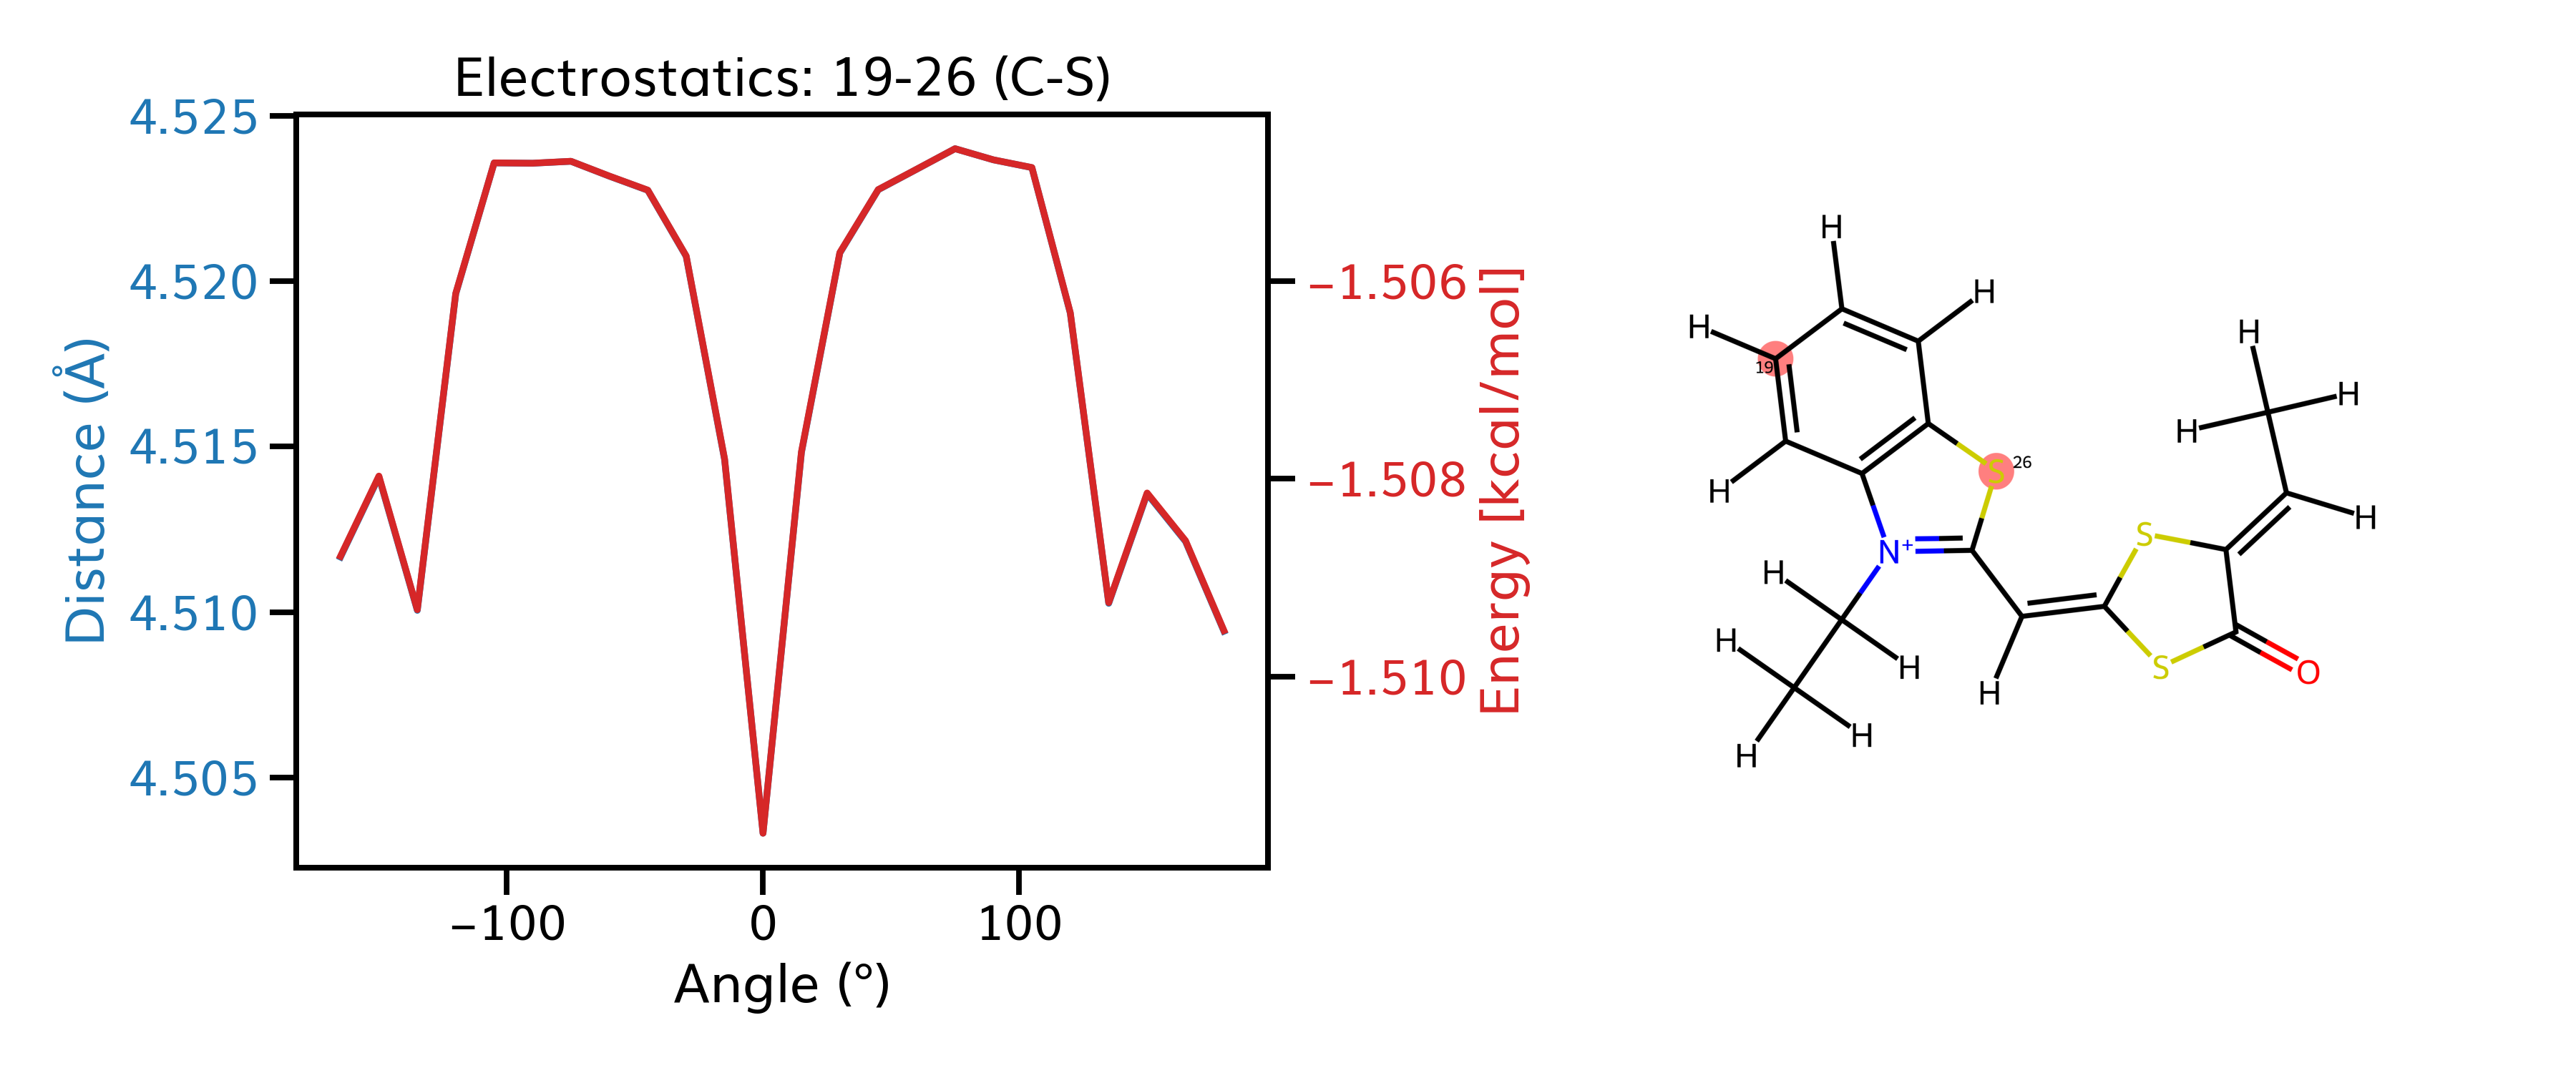 Electrostatics: 19-26 (C-S)
4.525
4.520
4.515
4.510
4.505
Distance (Å)
−1.506
−1.508
−1.510
Energy [kcal/mol]
−100
0
100
Angle (°)
H
H
H
H
H
19
H
S
26
H
H
S
H
N+
H
H
H
H
S
O
H
H
H